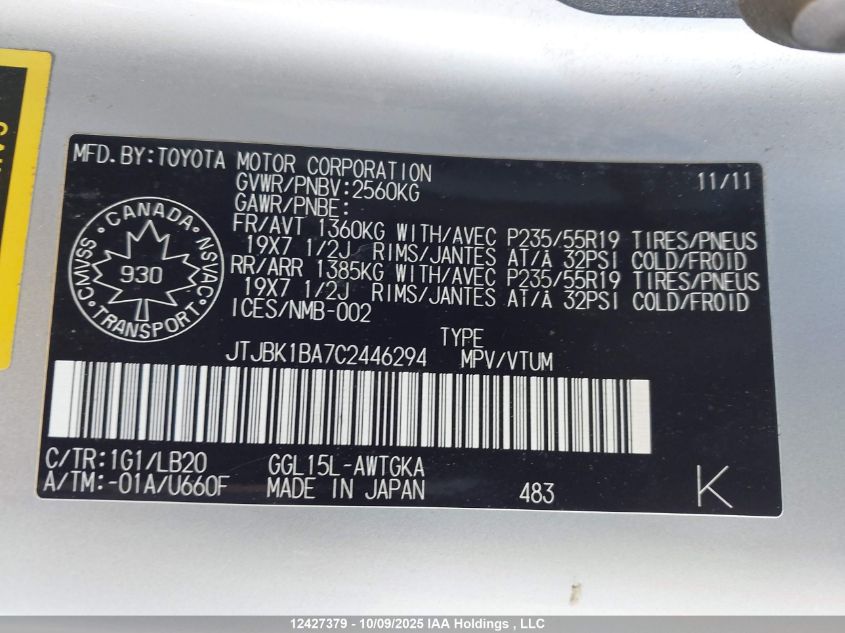 MFD.BY:TOYOTA MOTOR CORPORATION 11/11
GVWR/PNBV:2560KG
GAWR/PNBE:
FR/AVT 1360KG WITH/AVEC P235/55R19 TIRES/PNEUS
19X7 1/2J RIMS/JANTES AT/À 32PSI COLD/FROID
RR/ARR 1385KG WITH/AVEC P235/55R19 TIRES/PNEUS
19X7 1/2J RIMS/JANTES AT/À 32PSI COLD/FROID
ICES/NMB-002
CANADA
CMVSS NSVAC
930
TRANSPORT
TYPE
JTJBK1BA7C2446294 MPV/VTUM
C/TR:1G1/LB20 GGL15L-AWTGKA
A/TM:-01A/U660F MADE IN JAPAN 483 K
12427379 - 10/09/2025 IAA Holdings , LLC